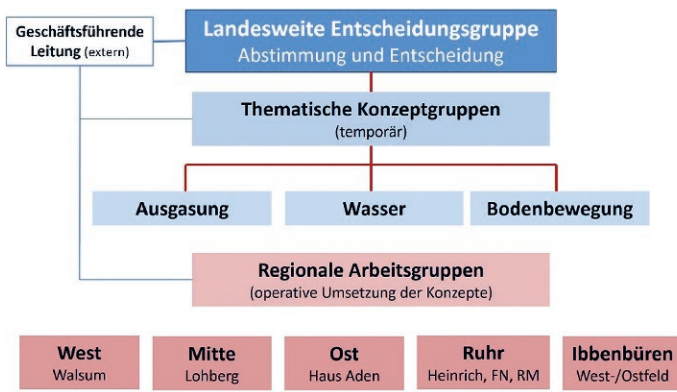 Geschäftsführende
Leitung (extern)
Landesweite Entscheidungsgruppe
Abstimmung und Entscheidung
Thematische Konzeptgruppen
(temporär)
Ausgasung
Wasser
Bodenbewegung
Regionale Arbeitsgruppen
(operative Umsetzung der Konzepte)
West
Walsum
Mitte
Lohberg
Ost
Haus Aden
Ruhr
Heinrich, FN, RM
Ibbenbüren
West-/Ostfeld